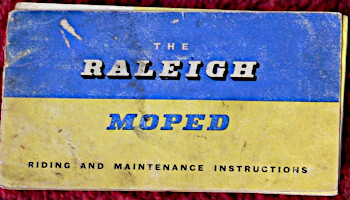 THE
RALEIGH
MOPED
RIDING AND MAINTENANCE INSTRUCTIONS